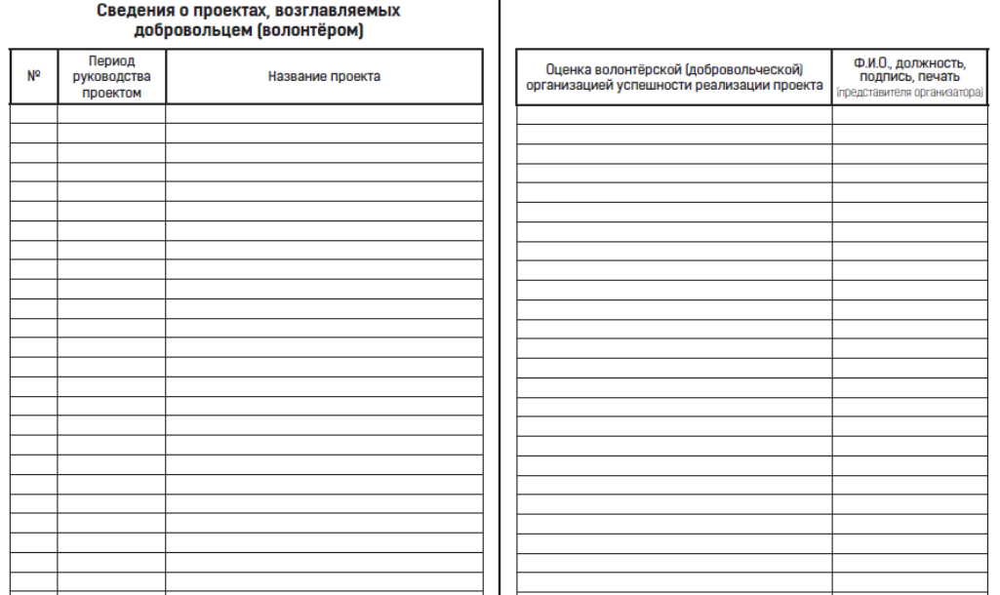 Сведения о проектах, возглавляемых
добровольцем (волонтёром)
№
Период
руководства
проектом
Название проекта
Оценка волонтёрской (добровольческой)
организацией успешности реализации проекта
Ф.И.О., должность,
подпись, печать
(представителя организатора)